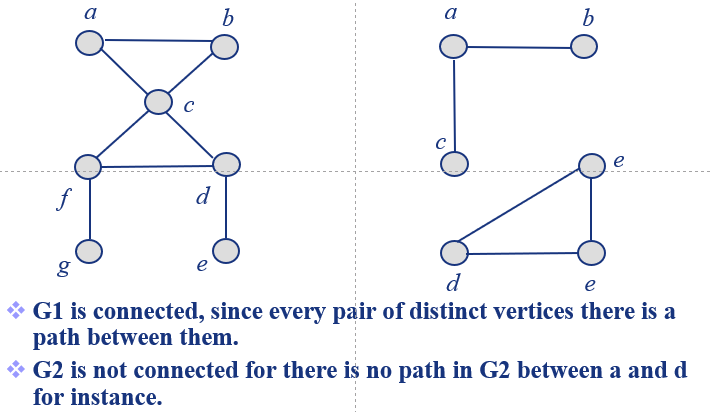 a
b
c
f
d
g
e
a
b
c
e
d
e
G1 is connected, since every pair of distinct vertices there is a
path between them.
G2 is not connected for there is no path in G2 between a and d
for instance.